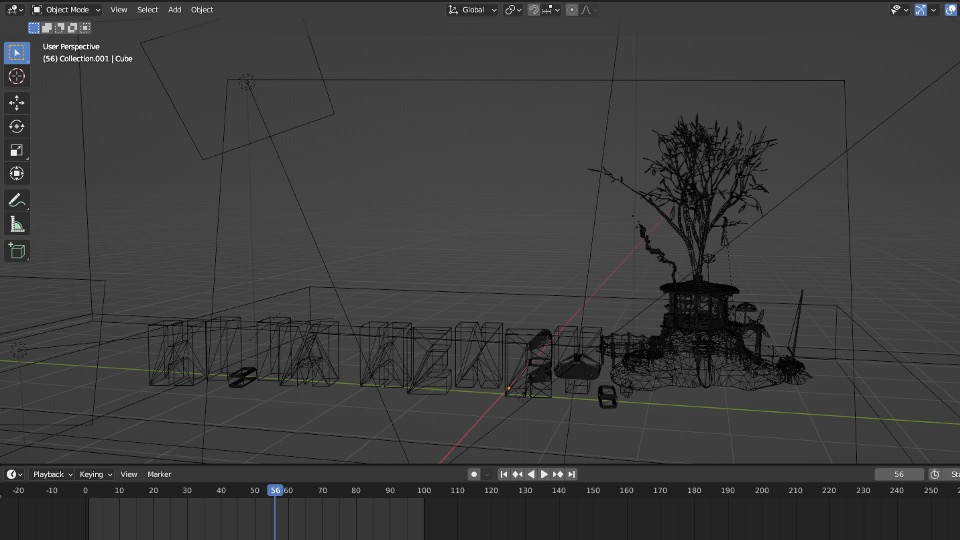 Object Mode View Select Add Object Global
User Perspective
(56) Collection.001 | Cube
Playback Keying View Marker 56
-20 -10 0 10 20 30 40 50 56 60 70 80 90 100 110 120 130 140 150 160 170 180 190 200 210 220 230 240 250